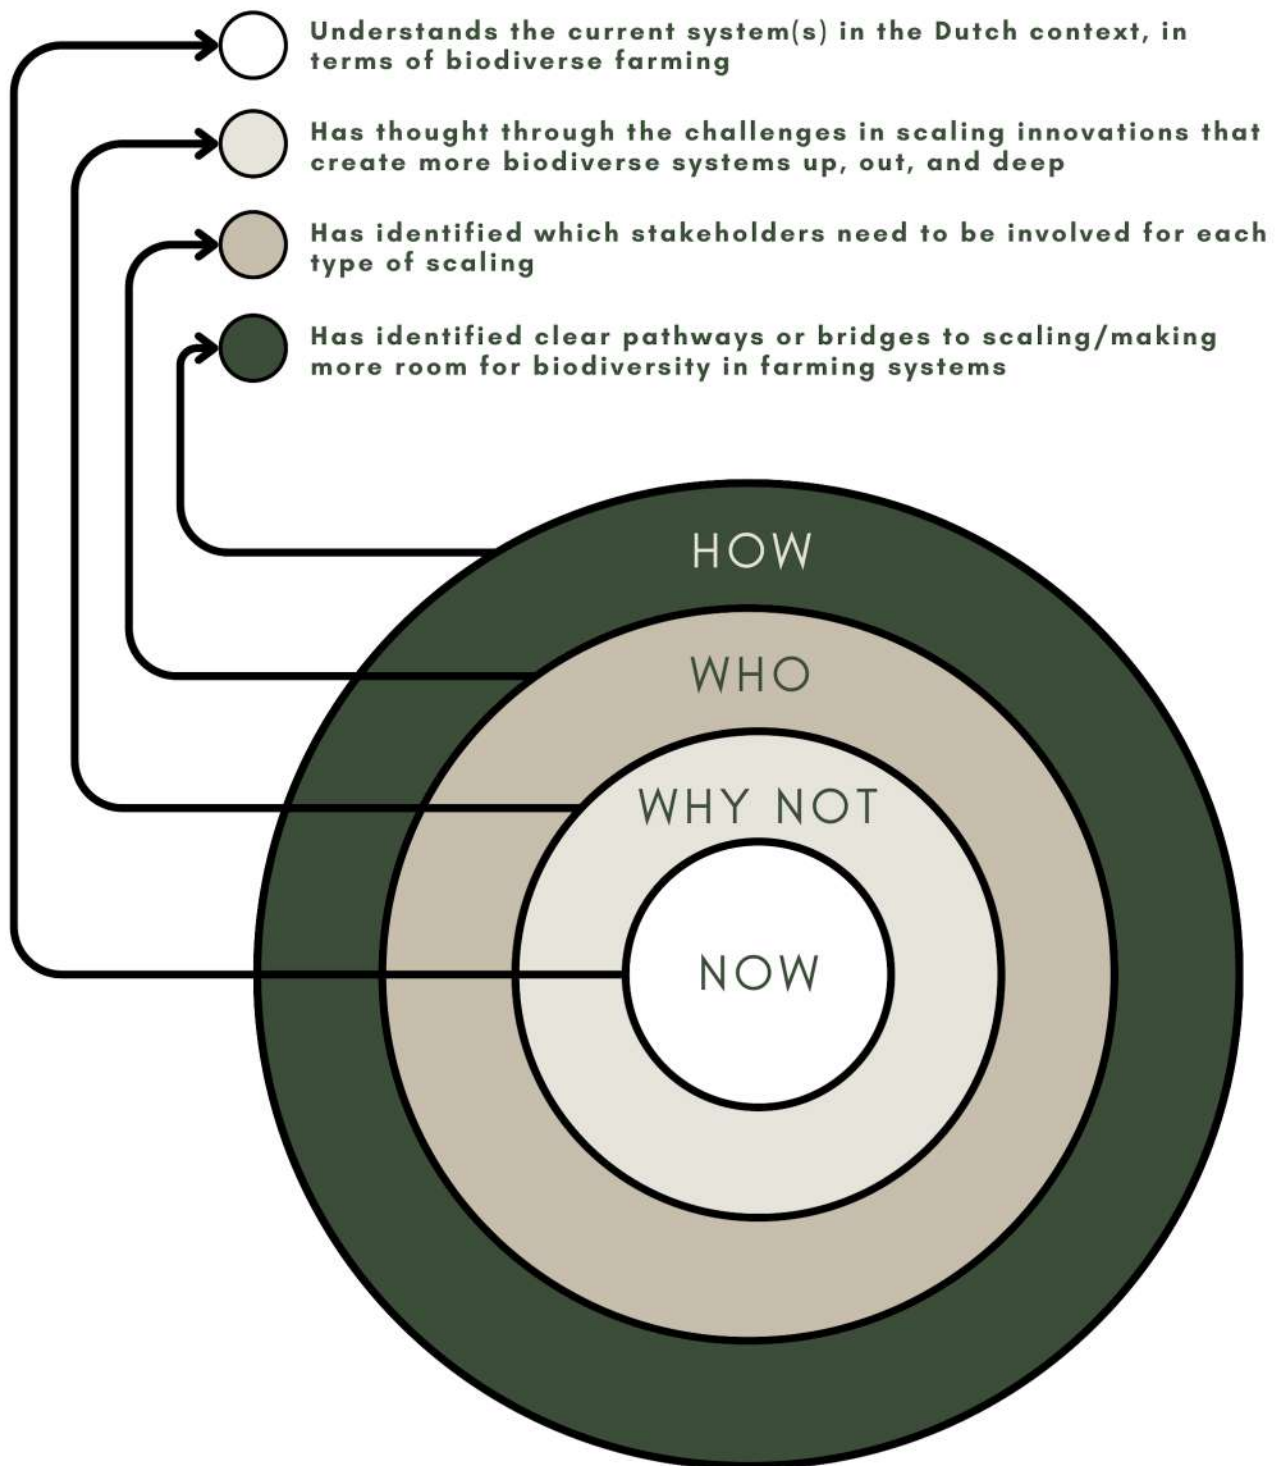 Understands the current system(s) in the Dutch context, in
terms of biodiverse farming
Has thought through the challenges in scaling innovations that
create more biodiverse systems up, out, and deep
Has identified which stakeholders need to be involved for each
type of scaling
Has identified clear pathways or bridges to scaling/making
more room for biodiversity in farming systems
HOW
WHO
WHY NOT
NOW